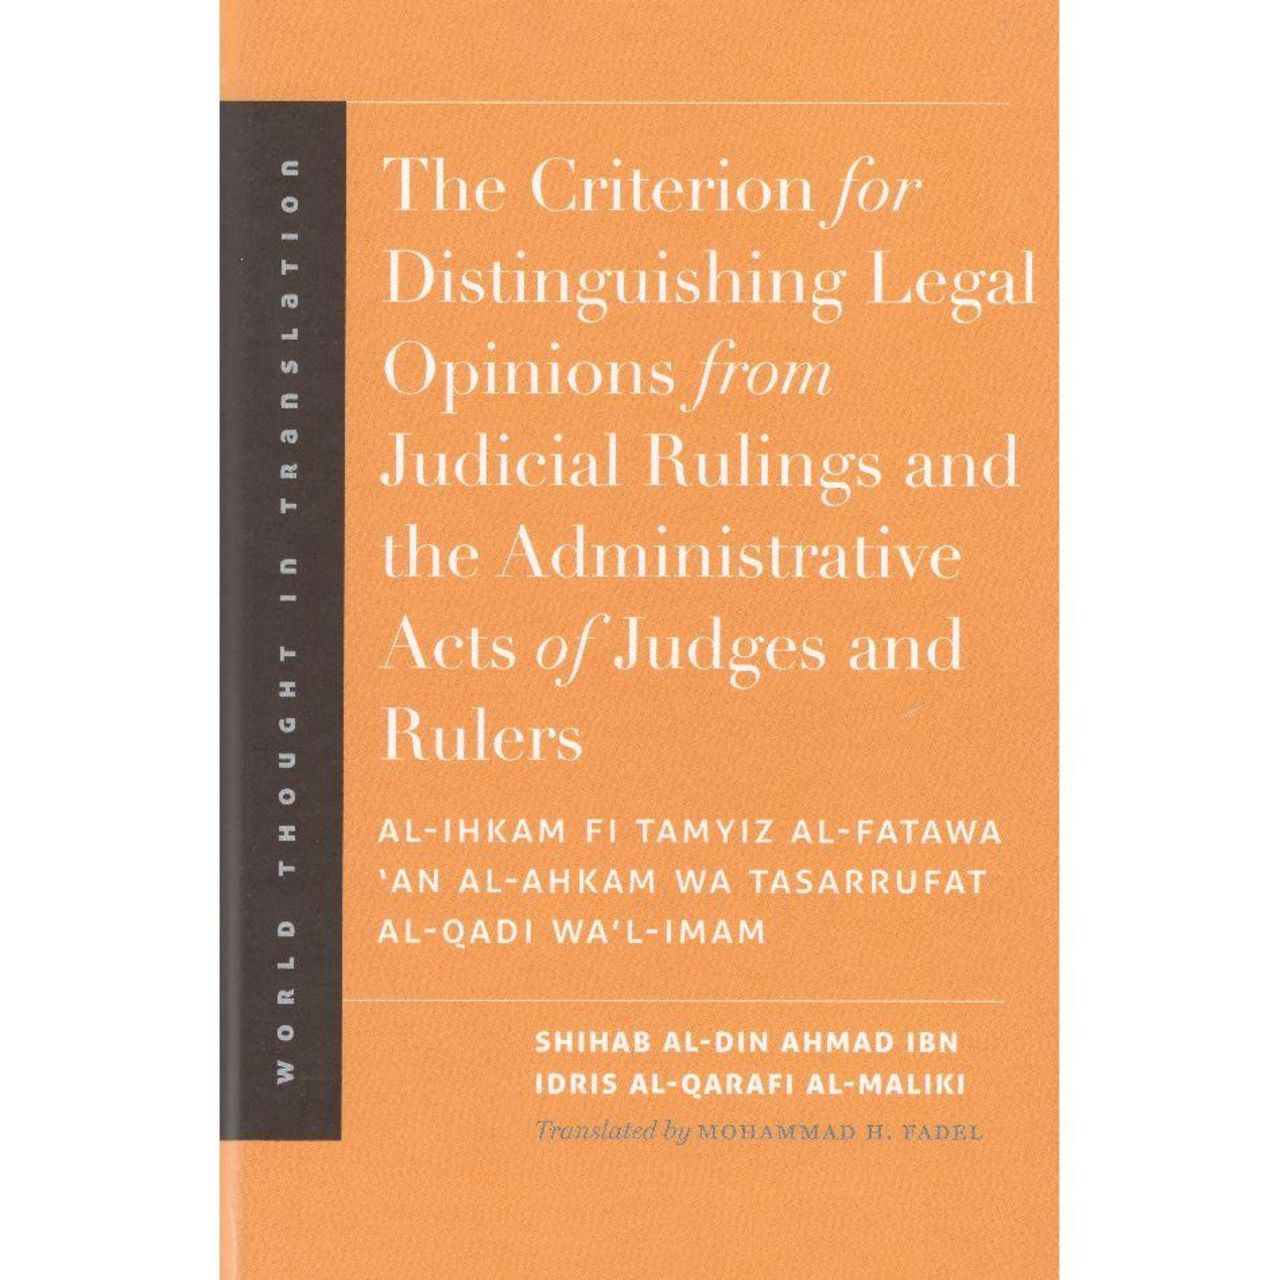 WORLD THOUGHT In TRanSLaTIOn
The Criterion for
Distinguishing Legal
Opinions from
Judicial Rulings and
the Administrative
Acts of Judges and
Rulers
AL-IHKAM FI TAMYIZ AL-FATAWA
'AN AL-AHKAM WA TASARRUFAT
AL-QADI WA'L-IMAM
SHIHAB AL-DIN AHMAD IBN
IDRIS AL-QARAFI AL-MALIKI
Translated by MOHAMMAD H. FADEL